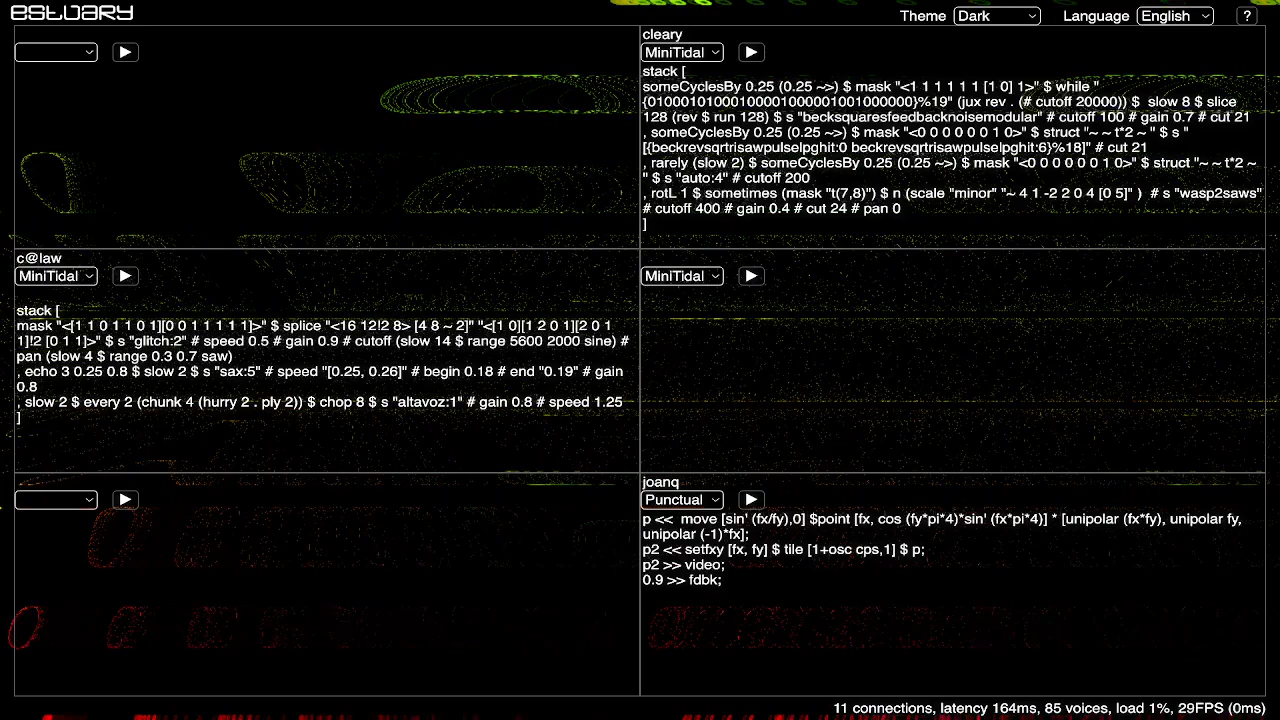 estuary
Theme Dark Language English ?
cleary
MiniTidal
stack [
someCyclesBy 0.25 (0.25 ~>) $ mask "<1 1 1 1 1 1 [1 0] 1>" $ while "
{01000101000100001000001001000000}%19" (jux rev . (# cutoff 20000)) $  slow 8 $ slice
128 (rev $ run 128) $ s "becksquaresfeedbacknoisemodular" # cutoff 100 # gain 0.7 # cut 21
, someCyclesBy 0.25 (0.25 ~>) $ mask "<0 0 0 0 0 0 1 0>" $ struct "~ ~ t*2 ~ " $ s "
[{beckrevsqrtrisawpulselpghit:0 beckrevsqrtrisawpulselpghit:6}%18]" # cut 21
, rarely (slow 2) $ someCyclesBy 0.25 (0.25 ~>) $ mask "<0 0 0 0 0 0 1 0>" $ struct "~ ~ t*2 ~
" $ s "auto:4" # cutoff 200
, rotL 1 $ sometimes (mask "t(7,8)") $ n (scale "minor" "~ 4 1 -2 2 0 4 [0 5]" )  # s "wasp2saws"
# cutoff 400 # gain 0.4 # cut 24 # pan 0
]
c@law
MiniTidal
stack [
mask "<[1 1 0 1 1 0 1][0 0 1 1 1 1 1]>" $ splice "<16 12!2 8> [4 8 ~ 2]" "<[1 0][1 2 0 1][2 0 1
1]!2 [0 1 1]>" $ s "glitch:2" # speed 0.5 # gain 0.9 # cutoff (slow 14 $ range 5600 2000 sine) #
pan (slow 4 $ range 0.3 0.7 saw)
, echo 3 0.25 0.8 $ slow 2 $ s "sax:5" # speed "[0.25, 0.26]" # begin 0.18 # end "0.19" # gain
0.8
, slow 2 $ every 2 (chunk 4 (hurry 2 . ply 2)) $ chop 8 $ s "altavoz:1" # gain 0.8 # speed 1.25
]
MiniTidal
joanq
Punctual
p <<  move [sin' (fx/fy),0] $point [fx, cos (fy*pi*4)*sin' (fx*pi*4)] * [unipolar (fx*fy), unipolar fy,
unipolar (-1)*fx];
p2 << setfxy [fx, fy] $ tile [1+osc cps,1] $ p;
p2 >> video;
0.9 >> fdbk;
11 connections, latency 164ms, 85 voices, load 1%, 29FPS (0ms)